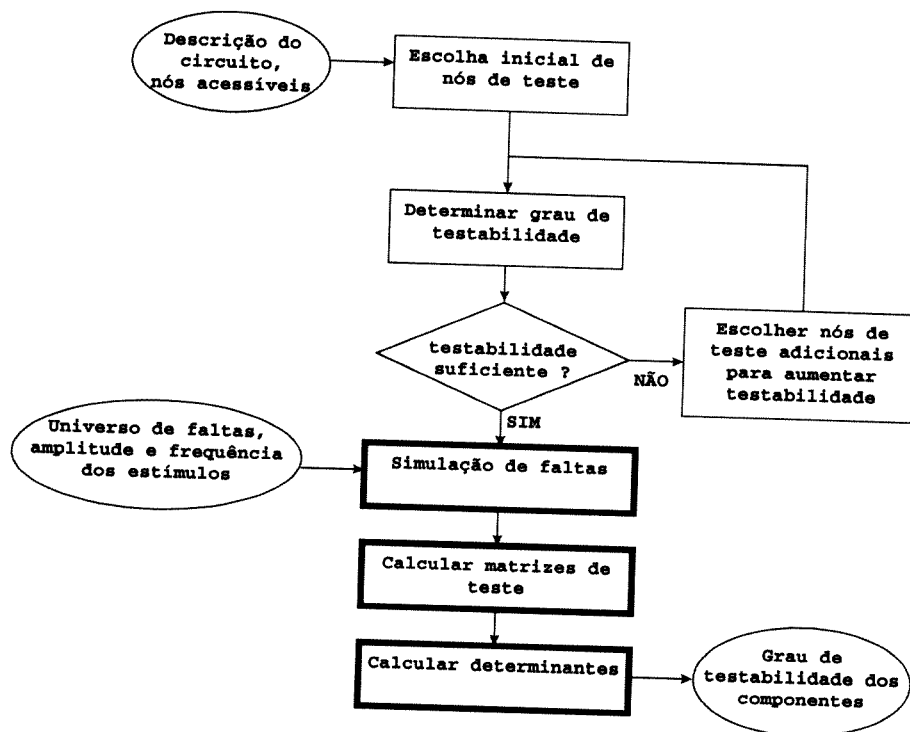 Descrição do
circuito,
nós acessíveis
Escolha inicial de
nós de teste
Determinar grau de
testabilidade
testabilidade
suficiente ?
NÃO
Escolher nós de
teste adicionais
para aumentar
testabilidade
SIM
Universo de faltas,
amplitude e frequência
dos estímulos
Simulação de faltas
Calcular matrizes de
teste
Calcular determinantes
Grau de
testabilidade dos
componentes